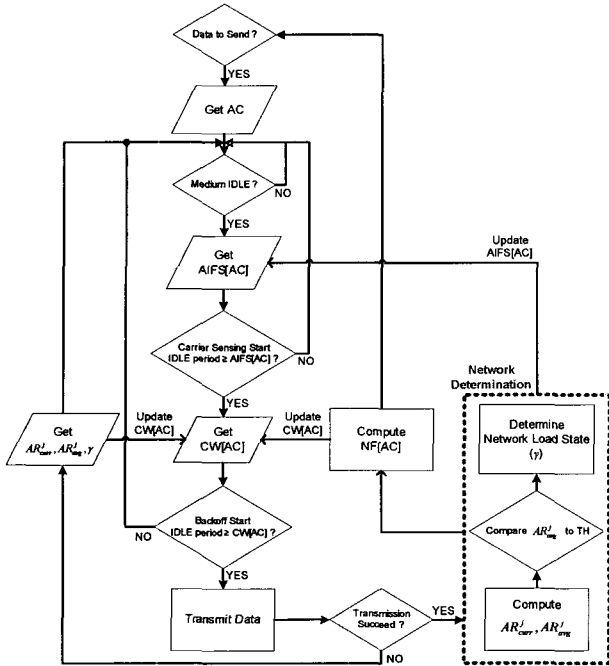 Data to Send ?
YES
Get AC
Medium IDLE ?
NO
YES
Get
AIFS[AC]
Update
AIFS[AC]
Carrier Sensing Start
IDLE period ≥ AIFS[AC] ?
NO
YES
Network
Determination
Get
AR^J_curr, AR^J_avg, γ
Update
CW[AC]
Get
CW[AC]
Update
CW[AC]
Compute
NF[AC]
Determine
Network Load State
(γ)
Backoff Start
IDLE period ≥ CW[AC] ?
NO
YES
Compare AR^J_avg to TH
Transmit Data
Transmission
Succeed ?
YES
NO
Compute
AR^J_curr, AR^J_avg